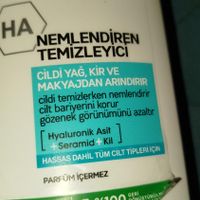 HA
NEMLENDİREN
TEMİZLEYİCİ
CİLDİ YAĞ, KİR VE
MAKYAJDAN ARINDIRIR
cildi temizlerken nemlendirir
cilt bariyerini korur
gözenek görünümünü azaltır
Hyaluronik Asit
+Seramid+Kil
HASSAS DAHİL TÜM CİLT TİPLERİ İÇİN
PARFÜM İÇERMEZ
%100